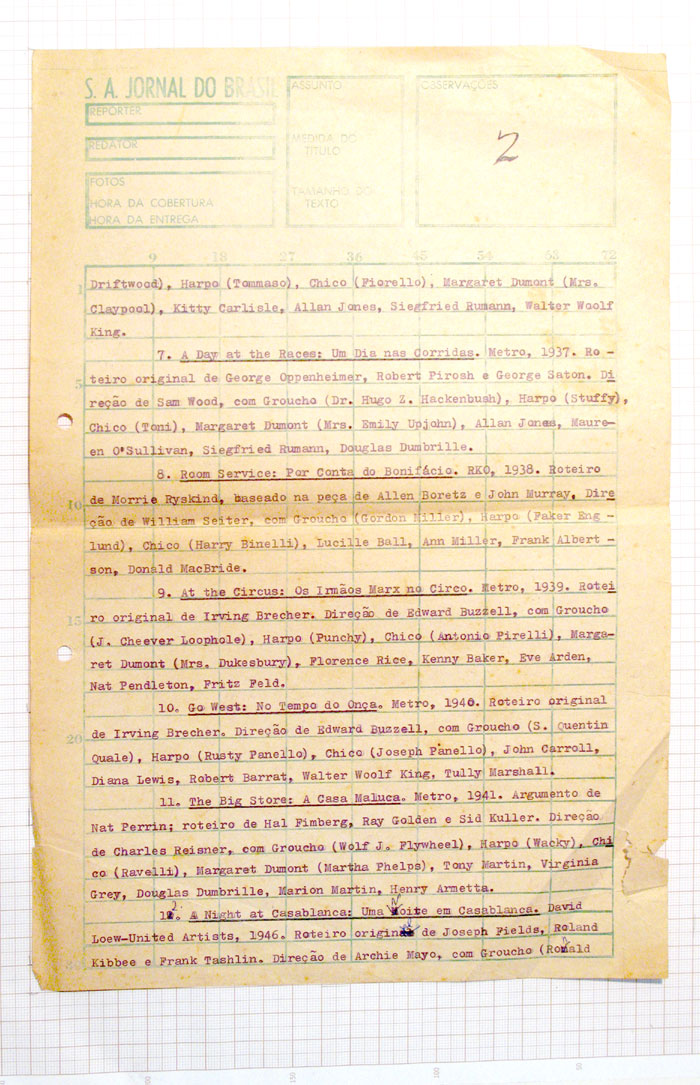 S. A. JORNAL DO BRASIL
REPÓRTER
REDATOR
FOTOS
HORA DA COBERTURA
HORA DA ENTREGA
ASSUNTO
MEDIDA DO
TÍTULO
TAMANHO DO
TEXTO
OBSERVAÇÕES
2
9 18 27 36 45 54 63 72
1 Driftwood), Harpo (Tommaso), Chico (Fiorello), Margaret Dumont (Mrs.
Claypool), Kitty Carlisle, Allan Jones, Siegfried Rumann, Walter Woolf
King.
7. A Day at the Races: Um Dia nas Corridas. Metro, 1937. Ro-
5 teiro original de George Oppenheimer, Robert Pirosh e George Saton. Di
reção de Sam Wood, com Groucho (Dr. Hugo Z. Hackenbush), Harpo (Stuffy),
Chico (Toni), Margaret Dumont (Mrs. Emily Upjohn), Allan Jones, Maure-
en O'Sullivan, Siegfried Rumann, Douglas Dumbrille.
8. Room Service: Por Conta do Bonifácio. RKO, 1938. Roteiro
10 de Morrie Ryskind, baseado na peça de Allen Boretz e John Murray, Dire
ção de William Seiter, com Groucho (Gordon Miller), Harpo (Faker Eng -
lund), Chico (Harry Binelli), Lucille Ball, Ann Miller, Frank Albert -
son, Donald MacBride.
9. At the Circus: Os Irmãos Marx no Circo. Metro, 1939. Rotei
15 ro original de Irving Brecher. Direção de Edward Buzzell, com Groucho
(J. Cheever Loophole), Harpo (Punchy), Chico (Antonio Pirelli), Marga-
ret Dumont (Mrs. Dukesbury), Florence Rice, Kenny Baker, Eve Arden,
Nat Pendleton, Fritz Feld.
10. Go West: No Tempo do Onça. Metro, 1940. Roteiro original
20 de Irving Brecher. Direção de Edward Buzzell, com Groucho (S. Quentin
Quale), Harpo (Rusty Panello), Chico (Joseph Panello), John Carroll,
Diana Lewis, Robert Barrat, Walter Woolf King, Tully Marshall.
11. The Big Store: A Casa Maluca. Metro, 1941. Argumento de
Nat Perrin; roteiro de Hal Fimberg, Ray Golden e Sid Kuller. Direção
de Charles Reisner, com Groucho (Wolf J. Flywheel), Harpo (Wacky), Chi
co (Ravelli), Margaret Dumont (Martha Phelps), Tony Martin, Virginia
Grey, Douglas Dumbrille, Marion Martin, Henry Armetta.
12. A Night at Casablanca: Uma Noite em Casablanca. David
Loew-United Artists, 1946. Roteiro original de Joseph Fields, Roland
Kibbee e Frank Tashlin. Direção de Archie Mayo, com Groucho (Ronald